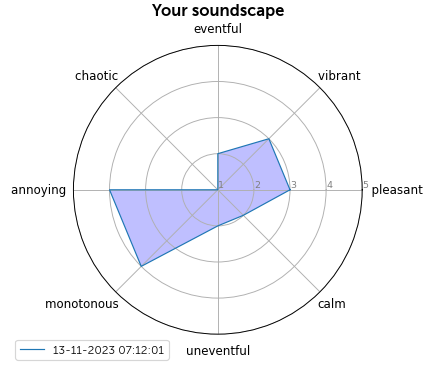 Your soundscape
eventful
chaotic
vibrant
annoying
1
2
3
4
5
pleasant
monotonous
calm
uneventful
13-11-2023 07:12:01